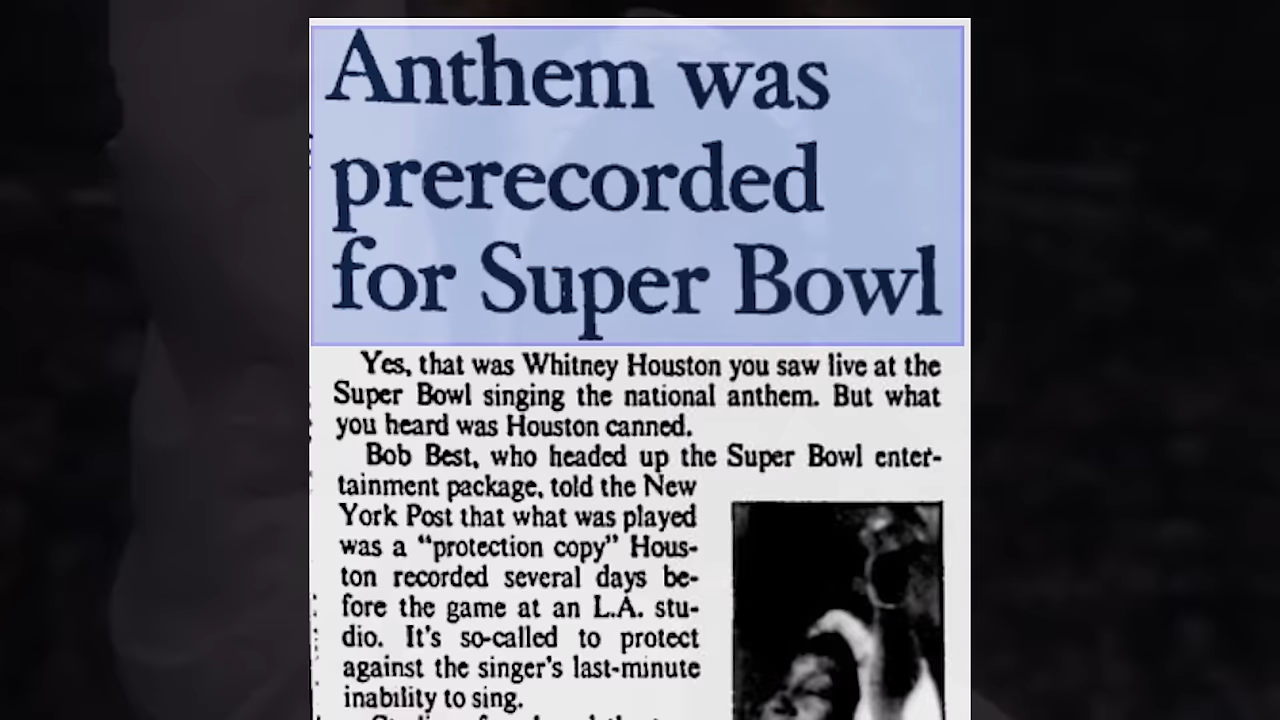 Anthem was
prerecorded
for Super Bowl
Yes, that was Whitney Houston you saw live at the
Super Bowl singing the national anthem. But what
you heard was Houston canned.
Bob Best, who headed up the Super Bowl enter-
tainment package, told the New
York Post that what was played
was a “protection copy” Hous-
ton recorded several days be-
fore the game at an L.A. stu-
dio. It's so-called to protect
against the singer's last-minute
inability to sing.